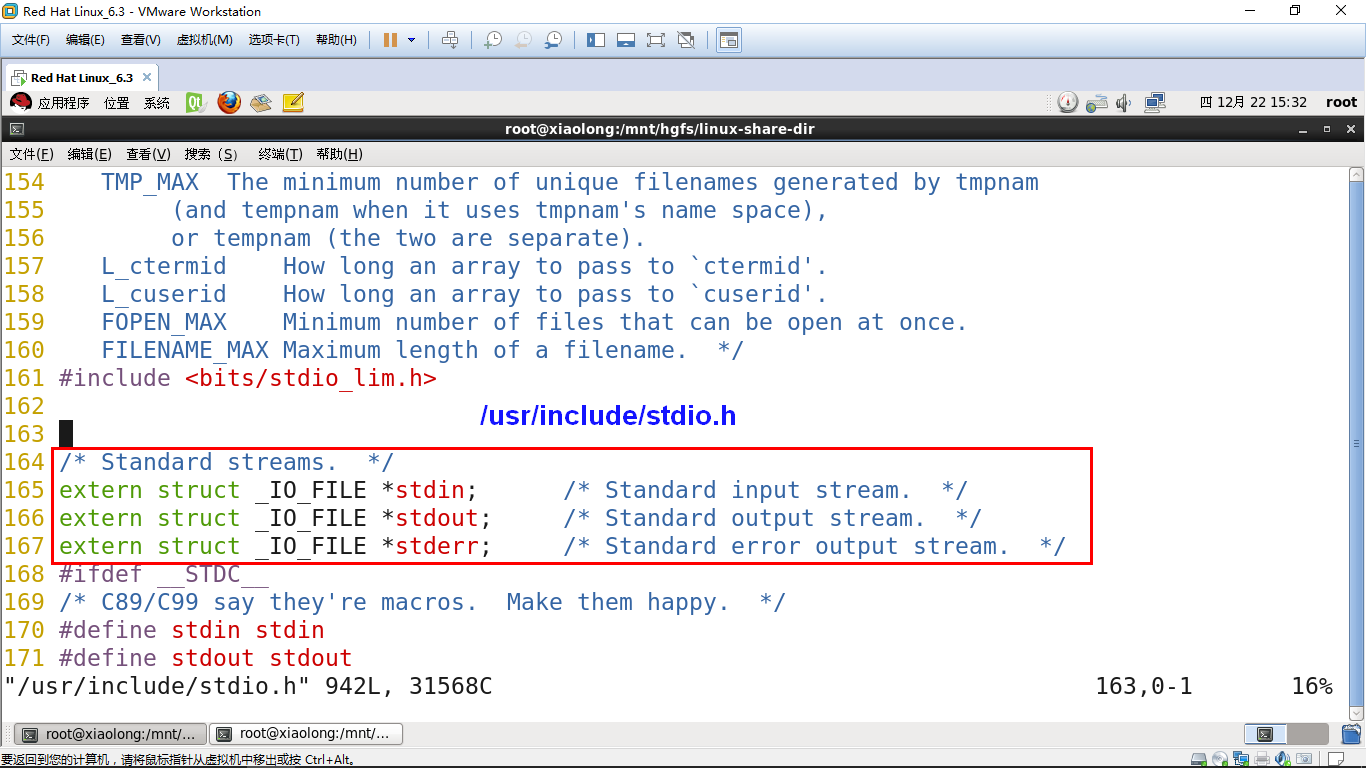 Red Hat Linux_6.3 - VMware Workstation
文件(F) 编辑(E) 查看(V) 虚拟机(M) 选项卡(T) 帮助(H)
Red Hat Linux_6.3
应用程序 位置 系统 Qt 四 12月 22 15:32 root
root@xiaolong:/mnt/hgfs/linux-share-dir
文件(F) 编辑(E) 查看(V) 搜索 (S) 终端(T) 帮助(H)
154    TMP_MAX  The minimum number of unique filenames generated by tmpnam
155         (and tempnam when it uses tmpnam's name space),
156         or tempnam (the two are separate).
157    L_ctermid    How long an array to pass to `ctermid'.
158    L_cuserid    How long an array to pass to `cuserid'.
159    FOPEN_MAX    Minimum number of files that can be open at once.
160    FILENAME_MAX Maximum length of a filename.  */
161 #include <bits/stdio_lim.h>
162
/usr/include/stdio.h
163
164 /* Standard streams.  */
165 extern struct _IO_FILE *stdin;      /* Standard input stream.  */
166 extern struct _IO_FILE *stdout;     /* Standard output stream.  */
167 extern struct _IO_FILE *stderr;     /* Standard error output stream.  */
168 #ifdef __STDC__
169 /* C89/C99 say they're macros.  Make them happy.  */
170 #define stdin stdin
171 #define stdout stdout
"/usr/include/stdio.h" 942L, 31568C 163,0-1 16%
root@xiaolong:/mnt/... root@xiaolong:/mnt/...
要返回到您的计算机，请将鼠标指针从虚拟机中移出或按 Ctrl+Alt。